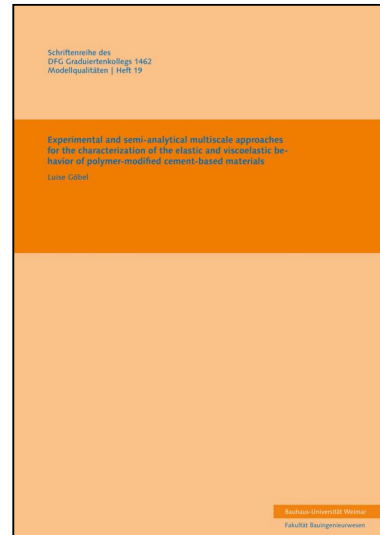 Schriftenreihe des
DFG Graduiertenkollegs 1462
Modellqualitäten | Heft 19
Experimental and semi-analytical multiscale approaches
for the characterization of the elastic and viscoelastic be-
havior of polymer-modified cement-based materials
Luise Göbel
Bauhaus-Universität Weimar
Fakultät Bauingenieurwesen